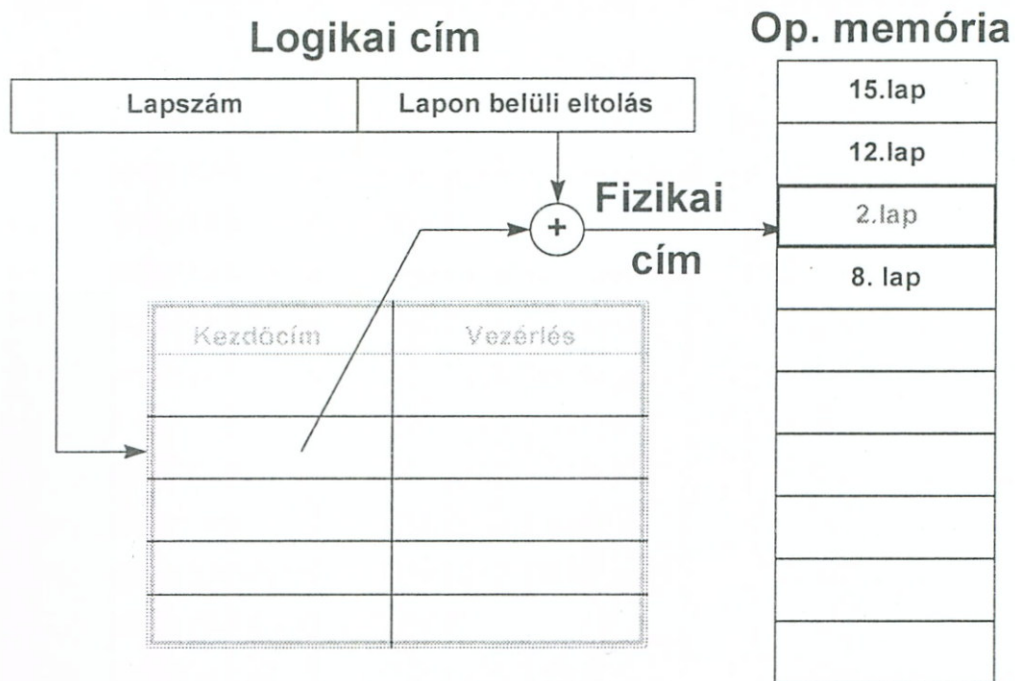 Logikai cím
Op. memória
Lapszám
Lapon belüli eltolás
15.lap
12.lap
Fizikai
2.lap
+
cím
8. lap
Kezdőcím
Vezérlés